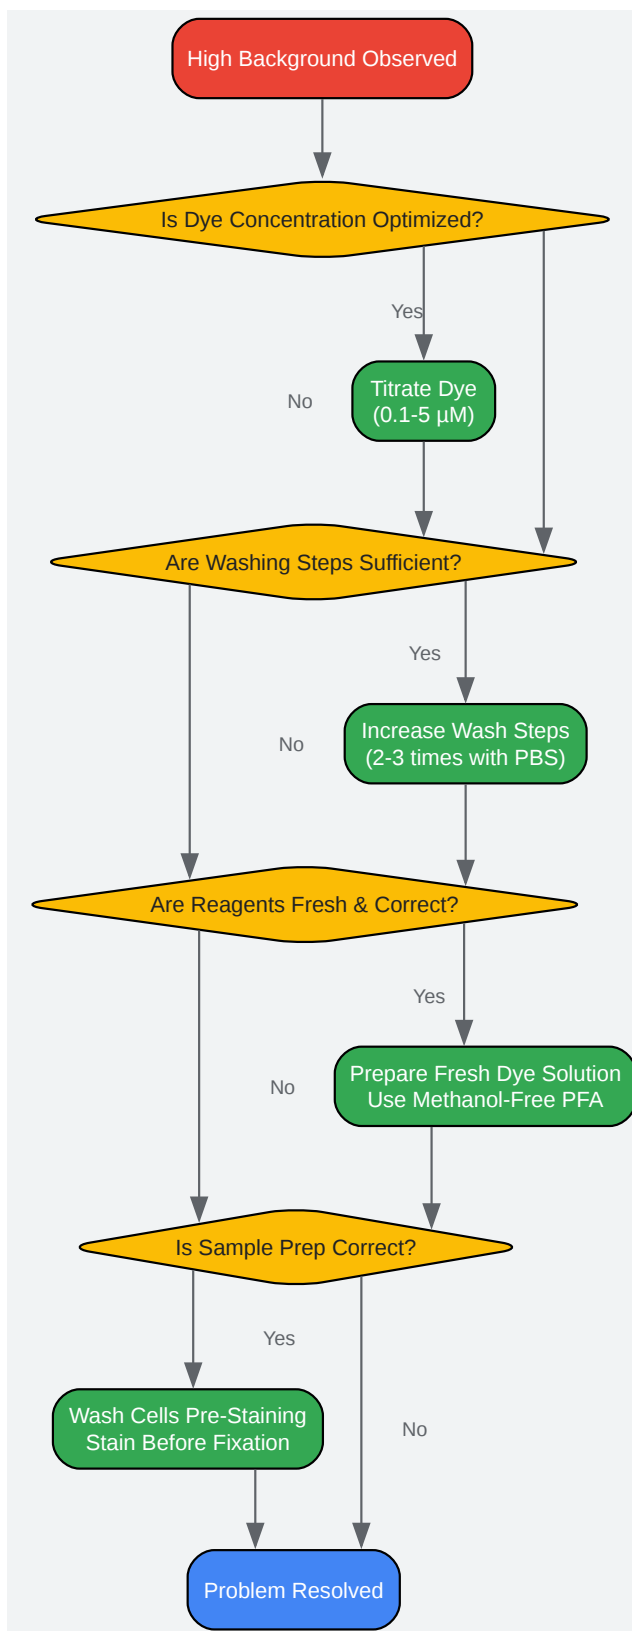 High Background Observed
Is Dye Concentration Optimized?
Yes
Titrate Dye
(0.1-5 µM)
No
Are Washing Steps Sufficient?
Yes
Increase Wash Steps
(2-3 times with PBS)
No
Are Reagents Fresh & Correct?
Yes
Prepare Fresh Dye Solution
Use Methanol-Free PFA
No
Is Sample Prep Correct?
Yes
Wash Cells Pre-Staining
Stain Before Fixation
No
Problem Resolved